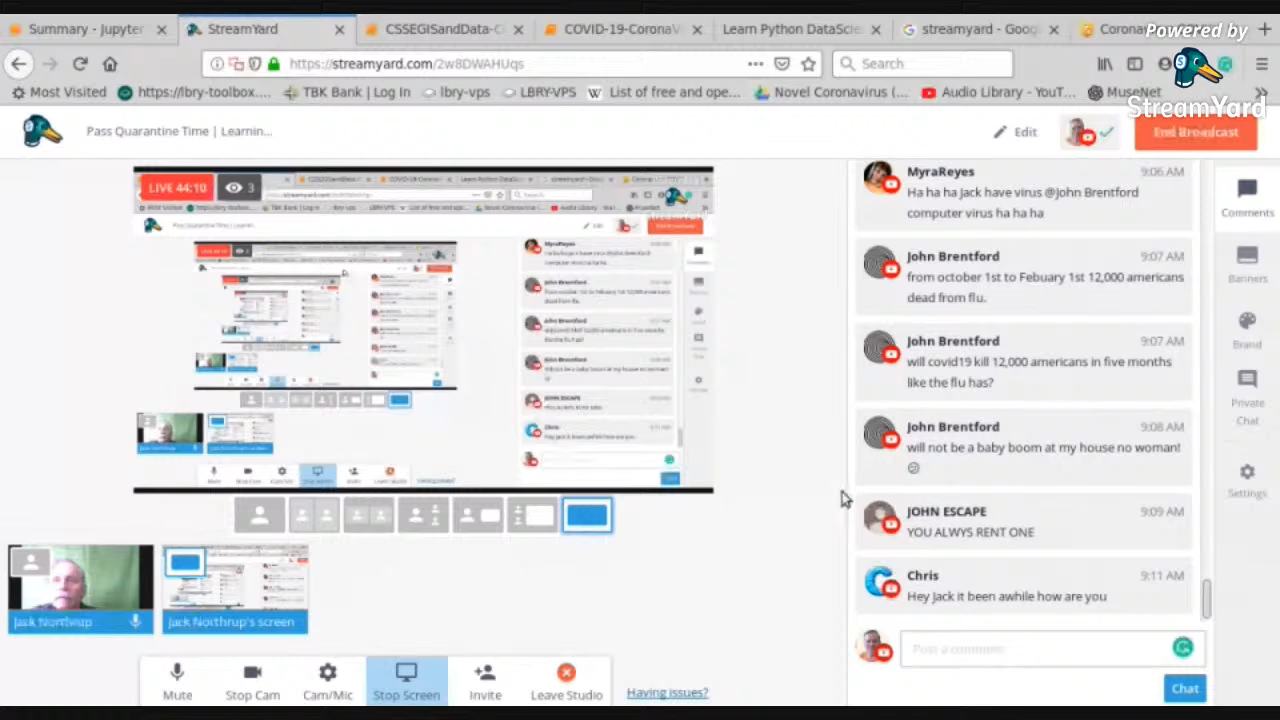 Summary - Jupyter
StreamYard
CSSEGISandData-C
COVID-19-CoronaV
Learn Python DataScie
streamyard - Goog
Corona
Powered by
https://streamyard.com/2w8DWAHUqs
Search
Most Visited
https://lbry-toolbox....
TBK Bank | Log In
lbry-vps
LBRY-VPS
List of free and ope...
Novel Coronavirus (...
Audio Library - YouT...
MuseNet
StreamYard
Pass Quarantine Time | Learnin...
Edit
End Broadcast
LIVE 44:10
3
MyraReyes
9:06 AM
Ha ha ha jack have virus @John Brentford
computer virus ha ha ha
John Brentford
9:07 AM
from october 1st to Febuary 1st 12,000 americans
dead from flu.
John Brentford
9:07 AM
will covid19 kill 12,000 americans in five months
like the flu has?
John Brentford
9:08 AM
will not be a baby boom at my house no woman!
JOHN ESCAPE
9:09 AM
YOU ALWYS RENT ONE
Chris
9:11 AM
Hey Jack it been awhile how are you
Post a comment
Chat
Comments
Banners
Brand
Private
Chat
Settings
Jack Northrup
Jack Northrup's screen
Mute
Stop Cam
Cam/Mic
Stop Screen
Invite
Leave Studio
Having issues?